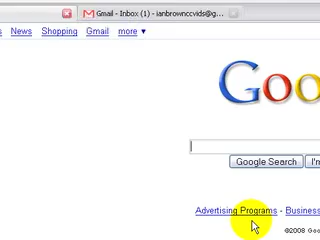 Gmail - Inbox (1) - ianbrownccvids@g...
s News Shopping Gmail more
Goo
Google Search I'm
Advertising Programs - Business
©2008 Goo